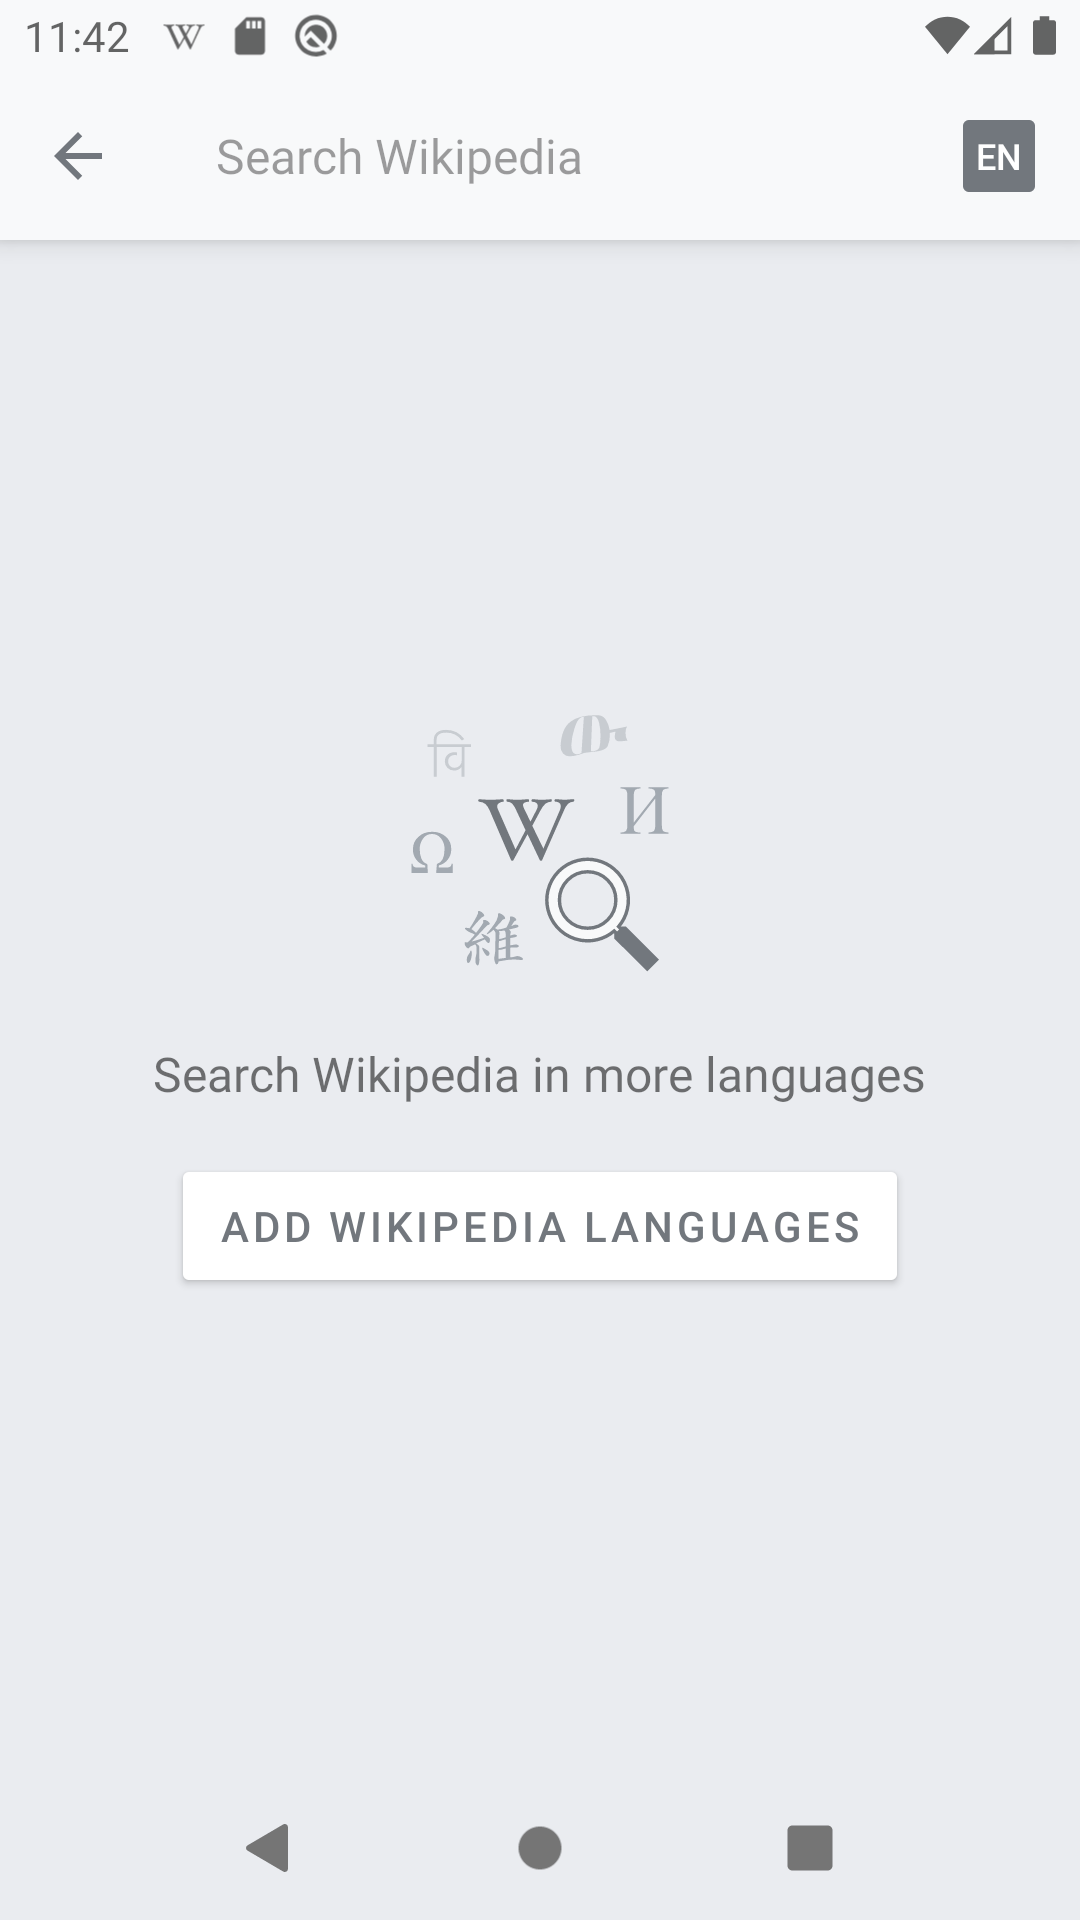 11:42 W
Search Wikipedia EN
वि ው
W И
Ω
維
Search Wikipedia in more languages
ADD WIKIPEDIA LANGUAGES